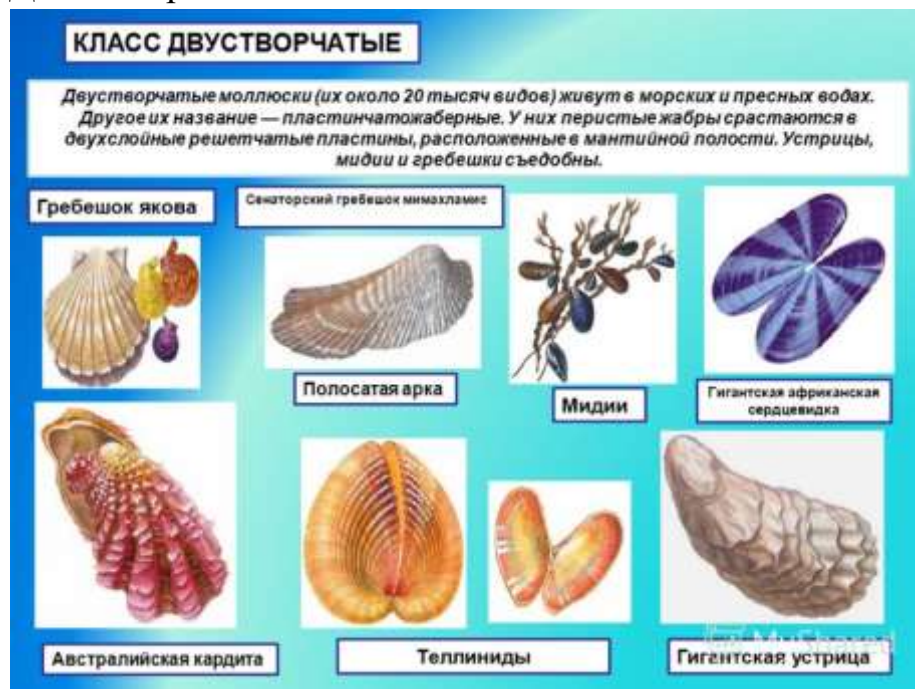 КЛАСС ДВУСТВОРЧАТЫЕ
Двустворчатые моллюски (их около 20 тысяч видов) живут в морских и пресных водах.
Другое их название — пластинчатожаберные. У них перистые жабры срастаются в
двухслойные решетчатые пластины, расположенные в мантийной полости. Устрицы,
мидии и гребешки съедобны.
Гребешок якова
Сенаторский гребешок мимахламис
Полосатая арка
Мидии
Гигантская африканская
сердцевидка
Австралийская кардита
Теллиниды
Гигантская устрица
MyShared